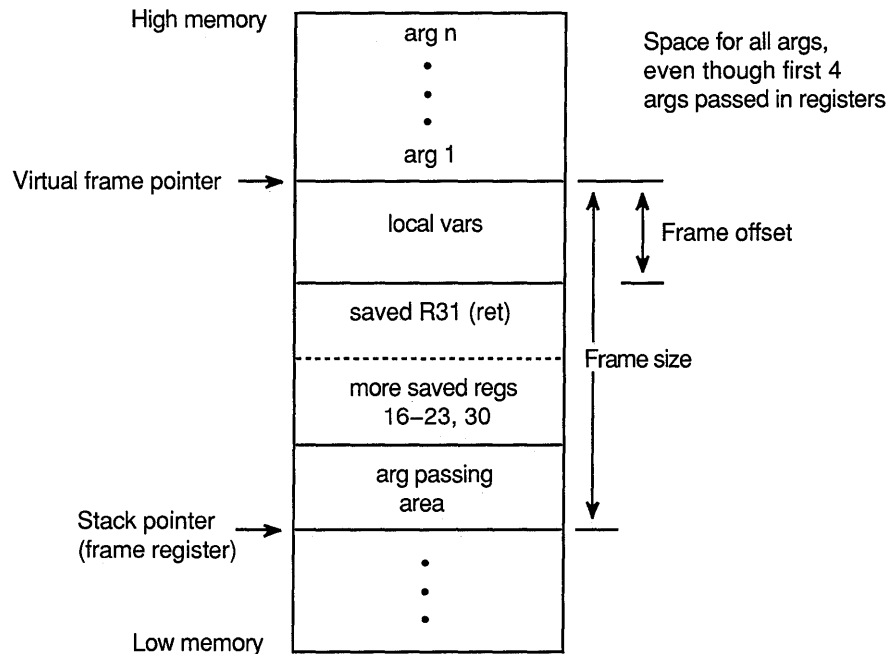 High memory
arg n
Space for all args,
even though first 4
args passed in registers
arg 1
Virtual frame pointer
local vars
Frame offset
saved R31 (ret)
Frame size
more saved regs
16–23, 30
arg passing
area
Stack pointer
(frame register)
Low memory